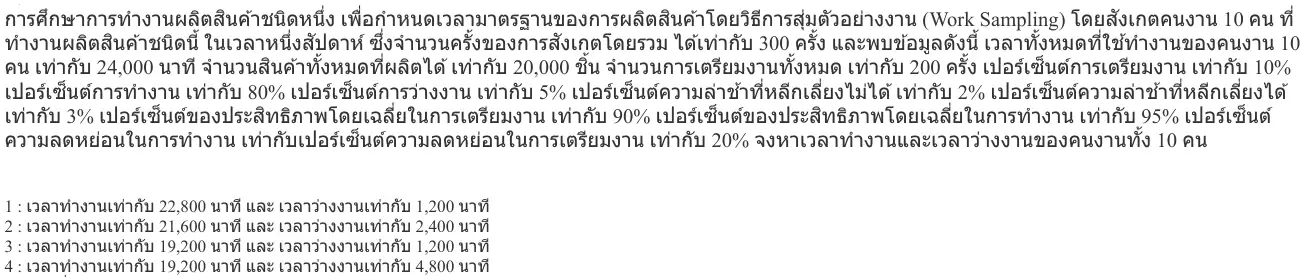 การศึกษาการทำงานผลิตสินค้าชนิดหนึ่ง เพื่อกำหนดเวลามาตรฐานของการผลิตสินค้าโดยวิธีการสุ่มตัวอย่างงาน (Work Sampling) โดยสังเกตคนงาน 10 คน ที่
ทำงานผลิตสินค้าชนิดนี้ ในเวลาหนึ่งสัปดาห์ ซึ่งจำนวนครั้งของการสังเกตโดยรวม ได้เท่ากับ 300 ครั้ง และพบข้อมูลดังนี้ เวลาทั้งหมดที่ใช้ทำงานของคนงาน 10
คน เท่ากับ 24,000 นาที จำนวนสินค้าทั้งหมดที่ผลิตได้ เท่ากับ 20,000 ชิ้น จำนวนการเตรียมงานทั้งหมด เท่ากับ 200 ครั้ง เปอร์เซ็นต์การเตรียมงาน เท่ากับ 10%
เปอร์เซ็นต์การทำงาน เท่ากับ 80% เปอร์เซ็นต์การว่างงาน เท่ากับ 5% เปอร์เซ็นต์ความล่าช้าที่หลีกเลี่ยงไม่ได้ เท่ากับ 2% เปอร์เซ็นต์ความล่าช้าที่หลีกเลี่ยงได้
เท่ากับ 3% เปอร์เซ็นต์ของประสิทธิภาพโดยเฉลี่ยในการเตรียมงาน เท่ากับ 90% เปอร์เซ็นต์ของประสิทธิภาพโดยเฉลี่ยในการทำงาน เท่ากับ 95% เปอร์เซ็นต์
ความลดหย่อนในการทำงาน เท่ากับเปอร์เซ็นต์ความลดหย่อนในการเตรียมงาน เท่ากับ 20% จงหาเวลาทำงานและเวลาว่างงานของคนงานทั้ง 10 คน
1 : เวลาทำงานเท่ากับ 22,800 นาที และ เวลาว่างงานเท่ากับ 1,200 นาที
2 : เวลาทำงานเท่ากับ 21,600 นาที และ เวลาว่างงานเท่ากับ 2,400 นาที
3 : เวลาทำงานเท่ากับ 19,200 นาที และ เวลาว่างงานเท่ากับ 1,200 นาที
4 : เวลาทำงานเท่ากับ 19,200 นาที และ เวลาว่างงานเท่ากับ 4,800 นาที